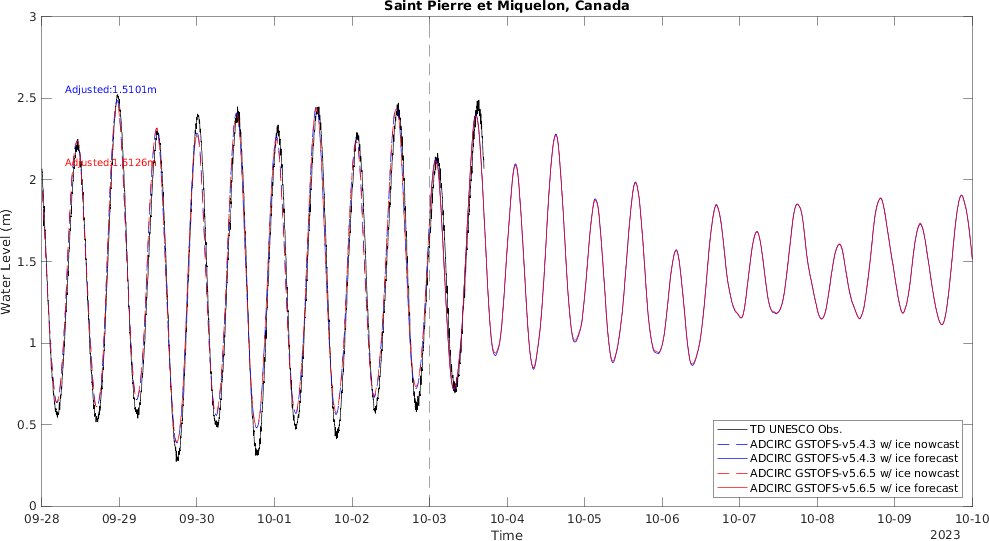 Saint Pierre et Miquelon, Canada
3
2.5
2
1.5
1
0.5
0
Water Level (m)
Adjusted:1.5101m
Adjusted:1.5126m
TD UNESCO Obs.
ADCIRC GSTOFS-v5.4.3 w/ ice nowcast
ADCIRC GSTOFS-v5.4.3 w/ ice forecast
ADCIRC GSTOFS-v5.6.5 w/ ice nowcast
ADCIRC GSTOFS-v5.6.5 w/ ice forecast
09-28 09-29 09-30 10-01 10-02 10-03 10-04 10-05 10-06 10-07 10-08 10-09 10-10
Time
2023